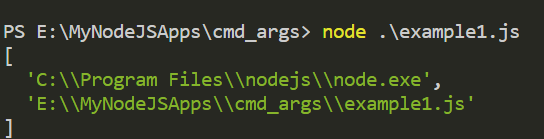 PS E:\MyNodeJSApps\cmd_args> node .\example1.js
[
  'C:\\Program Files\\nodejs\\node.exe',
  'E:\\MyNodeJSApps\\cmd_args\\example1.js'
]